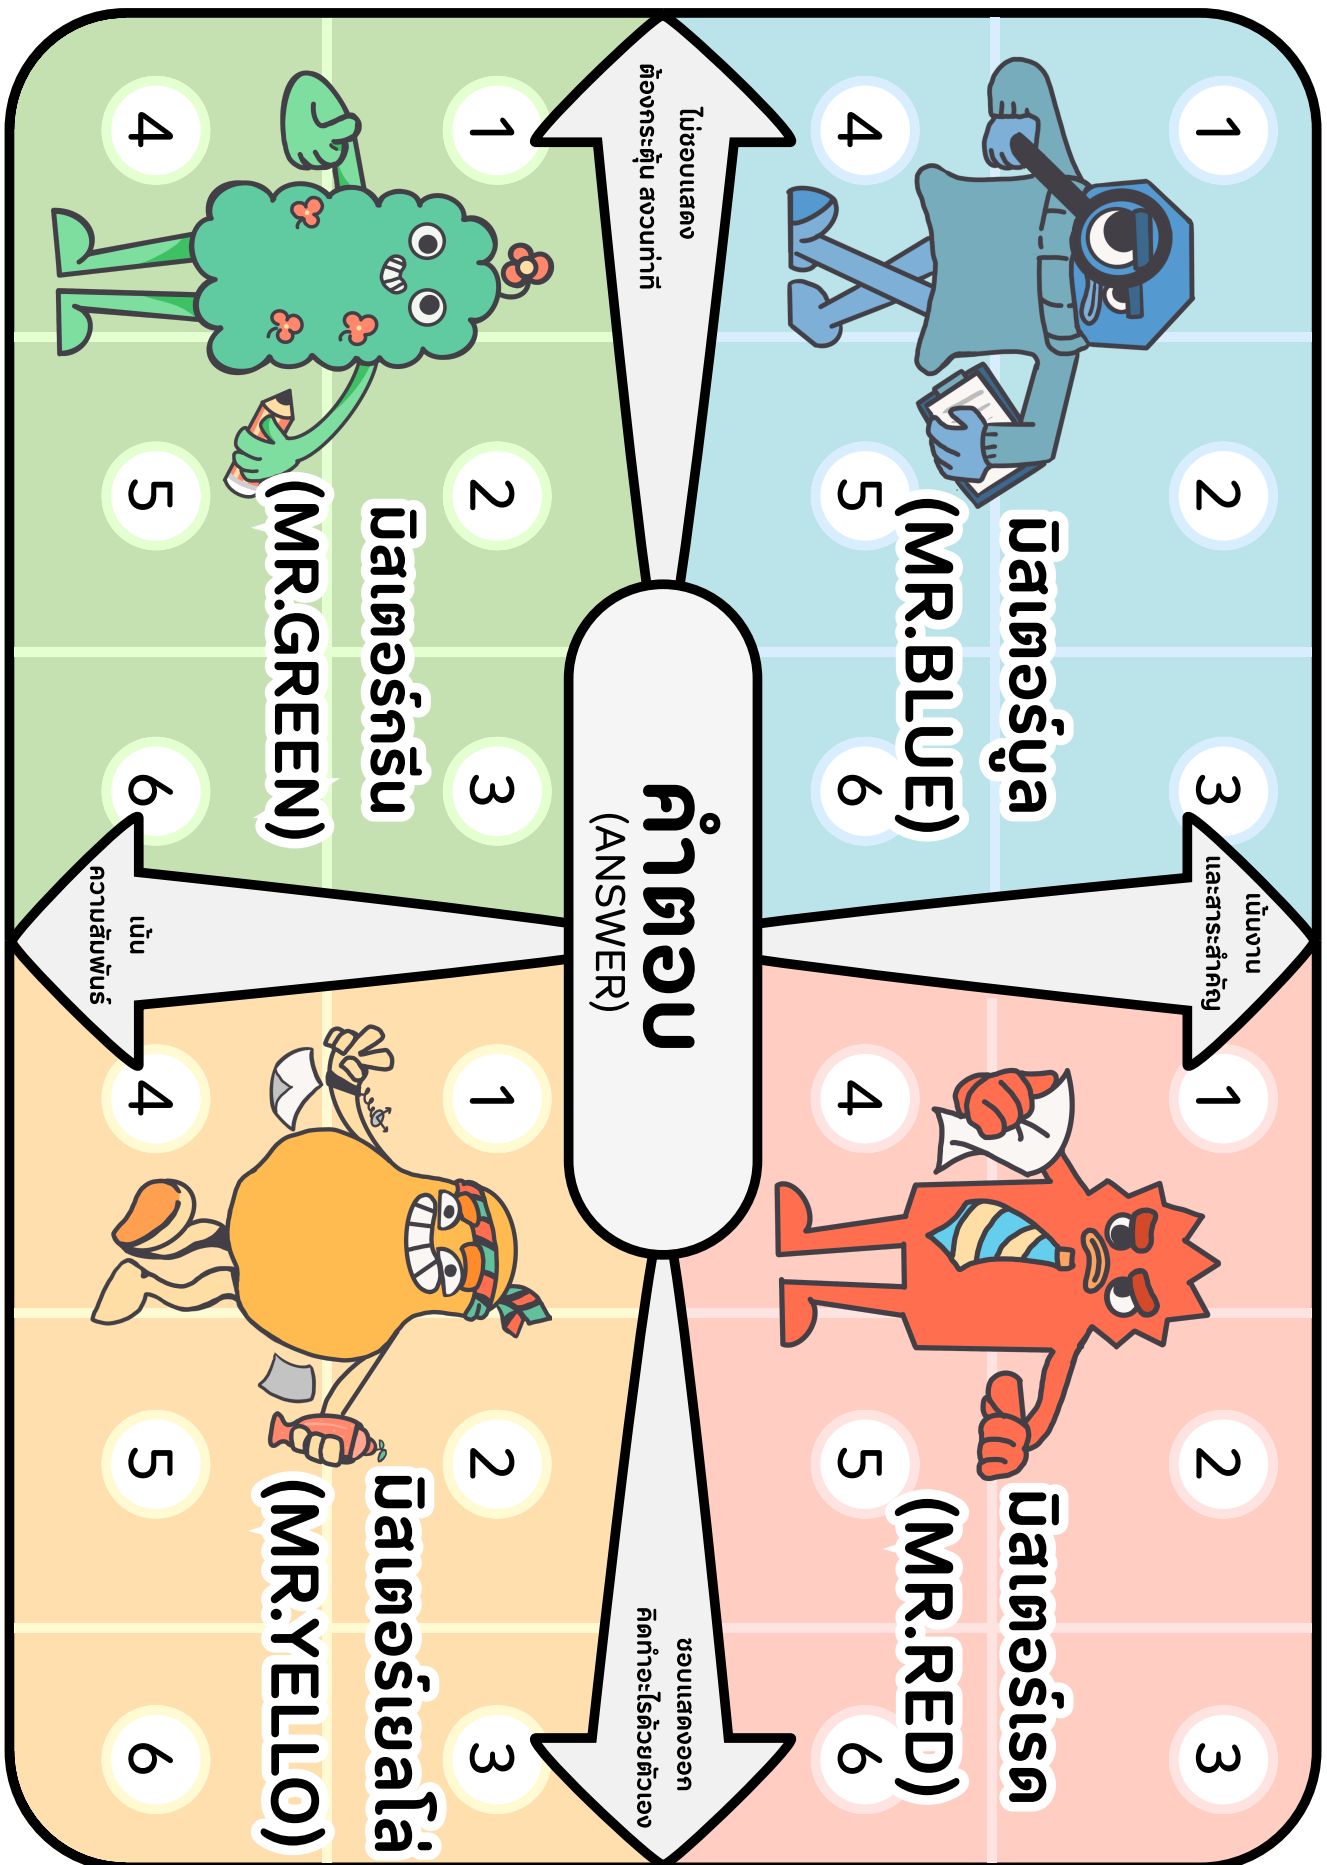 เน้นงาน
และสาระสำคัญ
1
2
3
4
5
6
มิสเตอร์บูล
(MR.BLUE)
1
2
3
4
5
6
มิสเตอร์เรด
(MR.RED)
ไม่ชอบแสดง
ต้องกระตุ้น สงวนท่าที
คำตอบ
(ANSWER)
ชอบแสดงออก
คิดทำอะไรด้วยตัวเอง
1
2
3
4
5
6
มิสเตอร์กรีน
(MR.GREEN)
1
2
3
4
5
6
มิสเตอร์เยลโล่
(MR.YELLO)
เน้น
ความสัมพันธ์